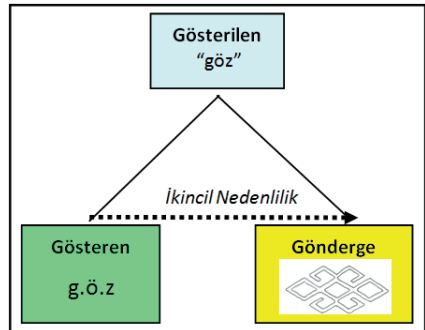 Gösterilen
“göz”
İkincil Nedenlilik
Gösteren
g.ö.z
Gönderge